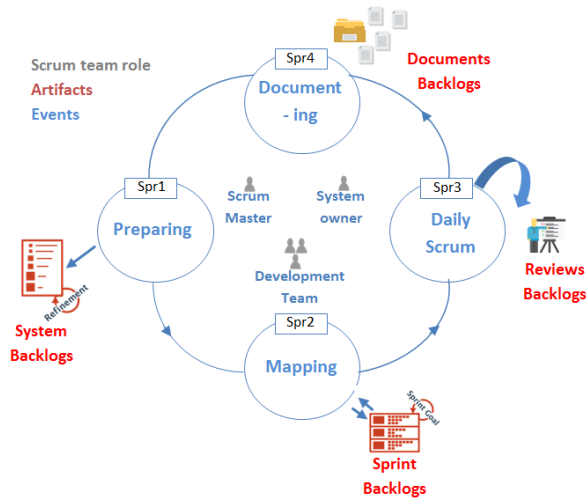 Scrum team role
Artifacts
Events
Spr4
Document
- ing
Documents
Backlogs
Spr1
Preparing
Scrum
Master
System
owner
Spr3
Daily
Scrum
Development
Team
Refinement
System
Backlogs
Reviews
Backlogs
Spr2
Mapping
Sprint Goal
Sprint
Backlogs